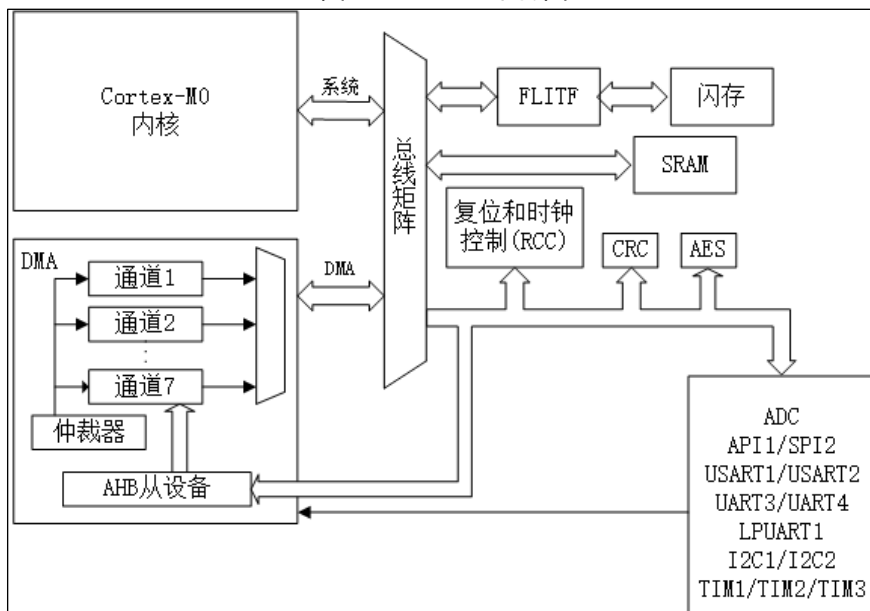 Cortex-M0
内核
系统
总线矩阵
FLITF
闪存
SRAM
复位和时钟
控制(RCC)
CRC
AES
DMA
通道1
通道2
通道7
仲裁器
AHB从设备
DMA
ADC
API1/SPI2
USART1/USART2
UART3/UART4
LPUART1
I2C1/I2C2
TIM1/TIM2/TIM3